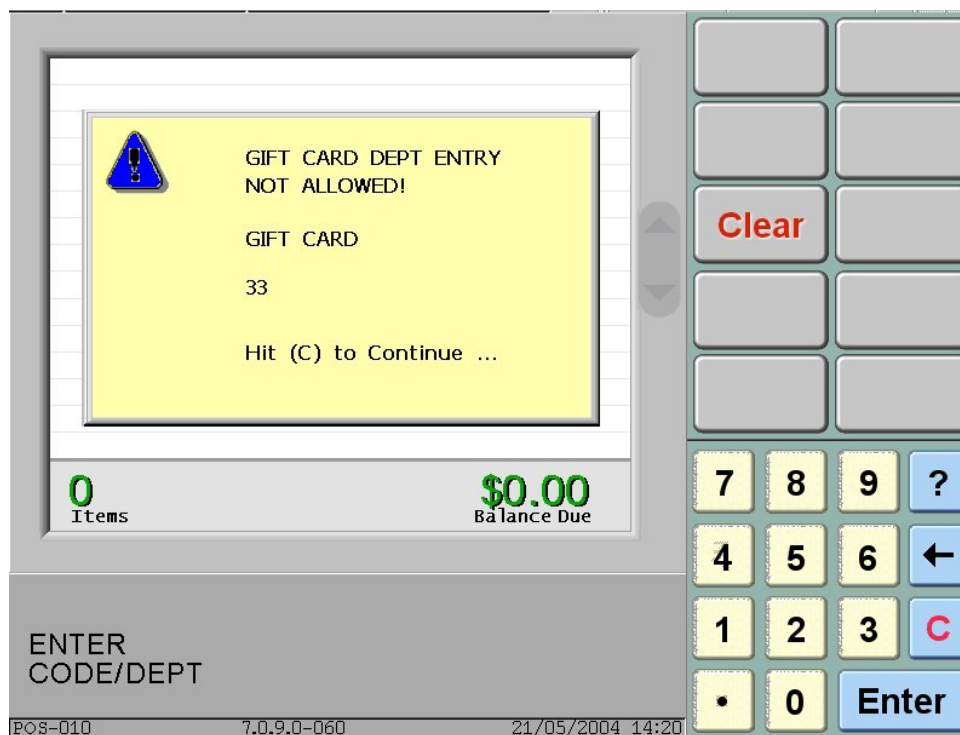 GIFT CARD DEPT ENTRY
NOT ALLOWED!
GIFT CARD
33
Hit (C) to Continue ...
0
Items
$0.00
Balance Due
ENTER
CODE/DEPT
POS-010 7.0.9.0-060 21/05/2004 14:20
Clear
7 8 9 ?
4 5 6 ←
1 2 3 C
. 0 Enter